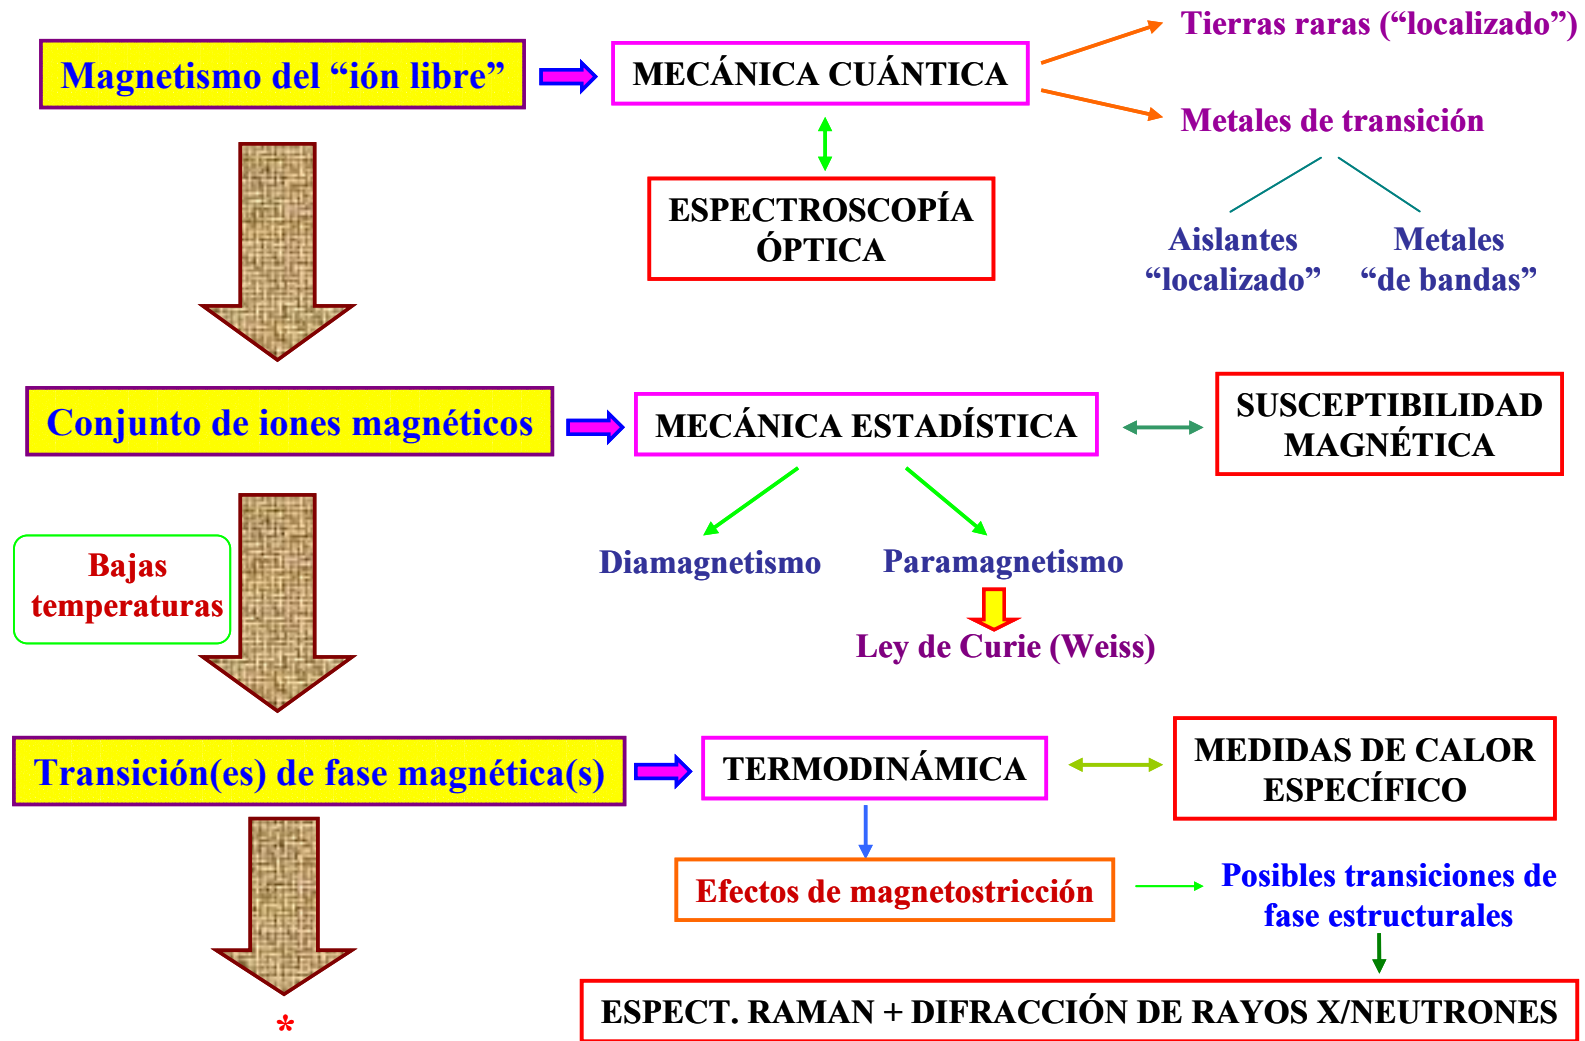 Tierras raras (“localizado”)
Magnetismo del “ión libre”
MECÁNICA CUÁNTICA
Metales de transición
ESPECTROSCOPÍA
ÓPTICA
Aislantes
“localizado”
Metales
“de bandas”
Conjunto de iones magnéticos
MECÁNICA ESTADÍSTICA
SUSCEPTIBILIDAD
MAGNÉTICA
Bajas
temperaturas
Diamagnetismo
Paramagnetismo
Ley de Curie (Weiss)
Transición(es) de fase magnética(s)
TERMODINÁMICA
MEDIDAS DE CALOR
ESPECÍFICO
Efectos de magnetostricción
Posibles transiciones de
fase estructurales
ESPECT. RAMAN + DIFRACCIÓN DE RAYOS X/NEUTRONES
*